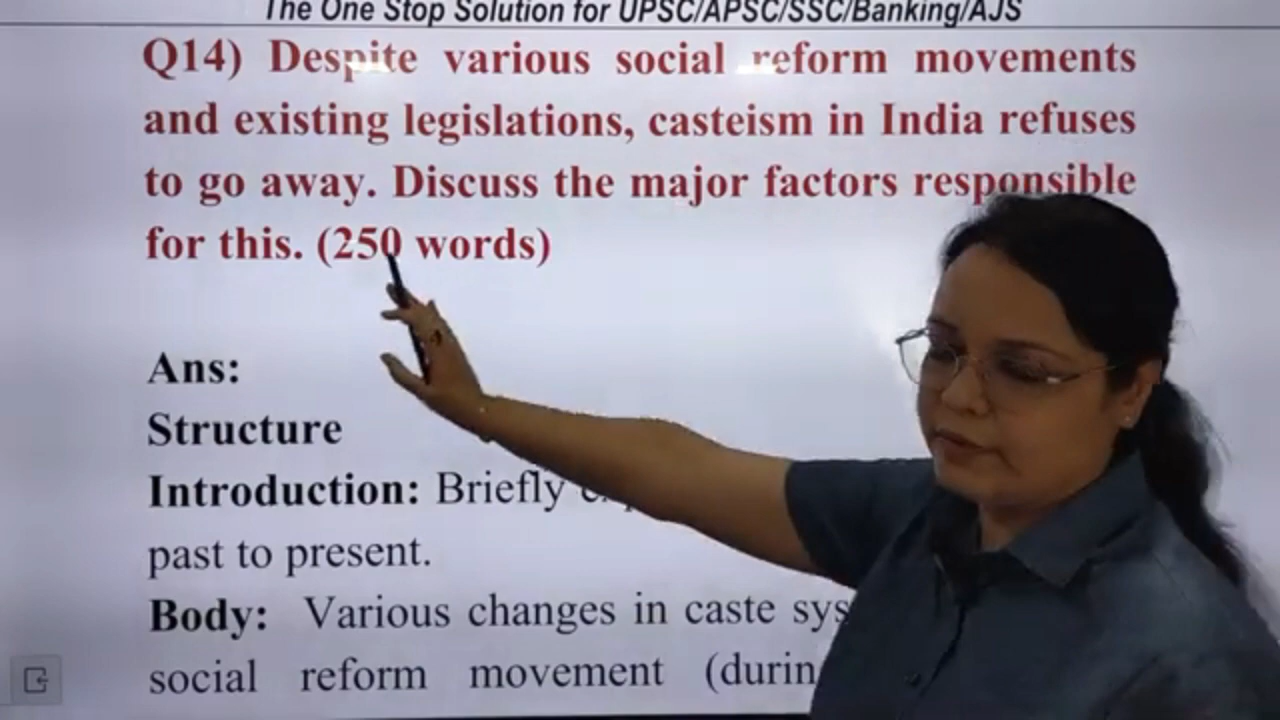 The One Stop Solution for UPSC/APSC/SSC/Banking/AJS
Q14) Despite various social reform movements
and existing legislations, casteism in India refuses
to go away. Discuss the major factors responsible
for this. (250 words)
Ans:
Structure
Introduction: Briefly
past to present.
Body: Various changes in caste
social reform movement